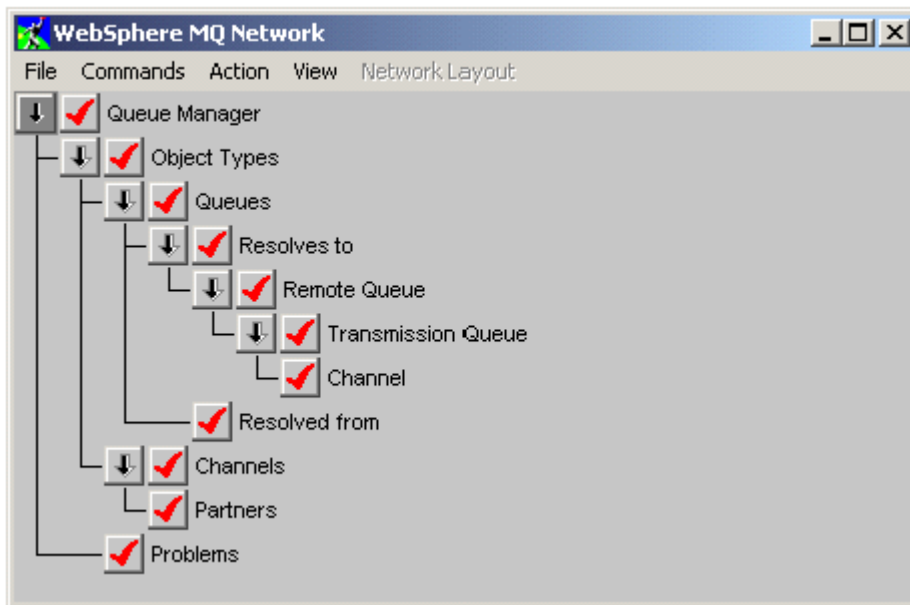 WebSphere MQ Network
File Commands Action View Network Layout
Queue Manager
Object Types
Queues
Resolves to
Remote Queue
Transmission Queue
Channel
Resolved from
Channels
Partners
Problems